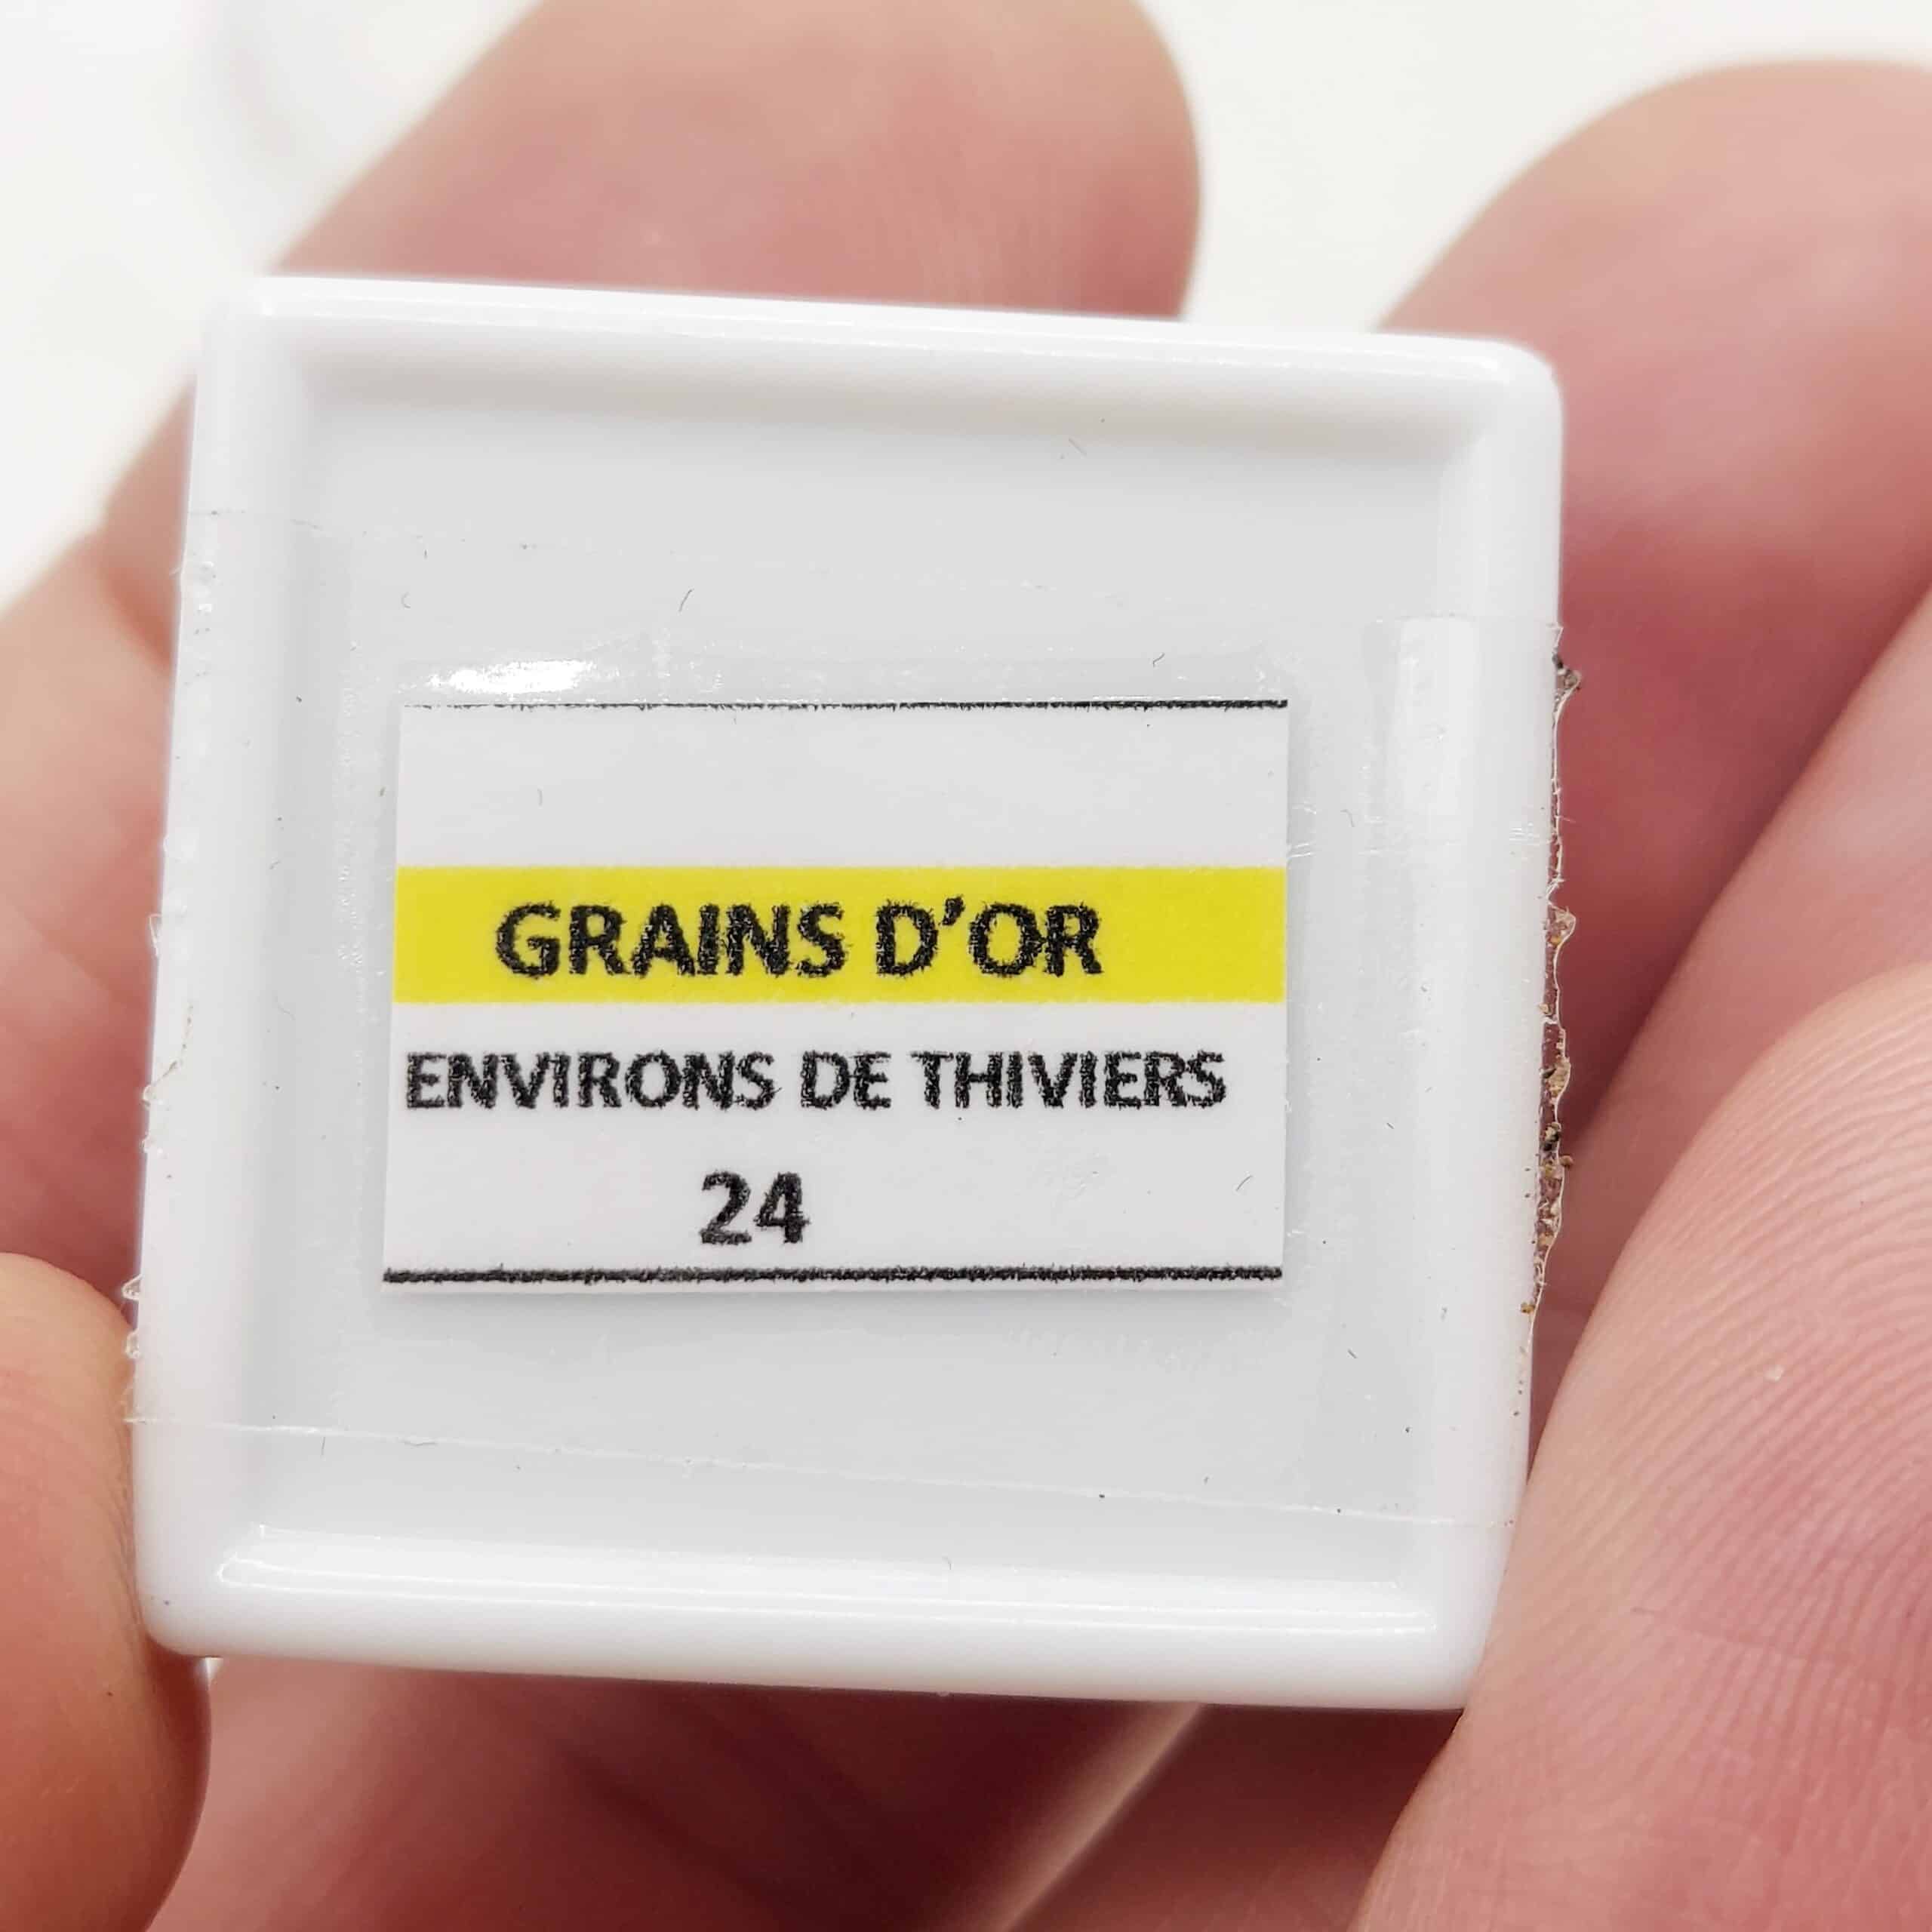 GRAINS D’OR
ENVIRONS DE THIVIERS
24